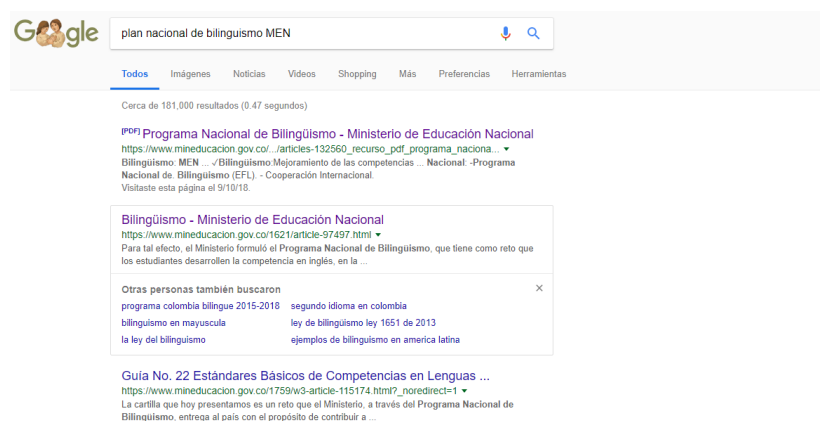 Google
plan nacional de bilinguismo MEN
Todos Imágenes Noticias Videos Shopping Más Preferencias Herramientas
Cerca de 181,000 resultados (0.47 segundos)
[PDF] Programa Nacional de Bilingüismo - Ministerio de Educación Nacional
https://www.mineducacion.gov.co/.../articles-132560_recurso_pdf_programa_naciona...
Bilingüismo: MEN ... √Bilingüismo:Mejoramiento de las competencias ... Nacional: -Programa
Nacional de. Bilingüismo (EFL). - Cooperación Internacional.
Visitaste esta página el 9/10/18.
Bilingüismo - Ministerio de Educación Nacional
https://www.mineducacion.gov.co/1621/article-97497.html
Para tal efecto, el Ministerio formuló el Programa Nacional de Bilingüismo, que tiene como reto que
los estudiantes desarrollen la competencia en inglés, en la ...
Otras personas también buscaron
programa colombia bilingue 2015-2018 segundo idioma en colombia
bilinguismo en mayuscula ley de bilingüismo ley 1651 de 2013
la ley del bilinguismo ejemplos de bilinguismo en america latina
Guía No. 22 Estándares Básicos de Competencias en Lenguas ...
https://www.mineducacion.gov.co/1759/w3-article-115174.html?_noredirect=1
La cartilla que hoy presentamos es un reto que el Ministerio, a través del Programa Nacional de
Bilingüismo, entrega al país con el propósito de contribuir a ...